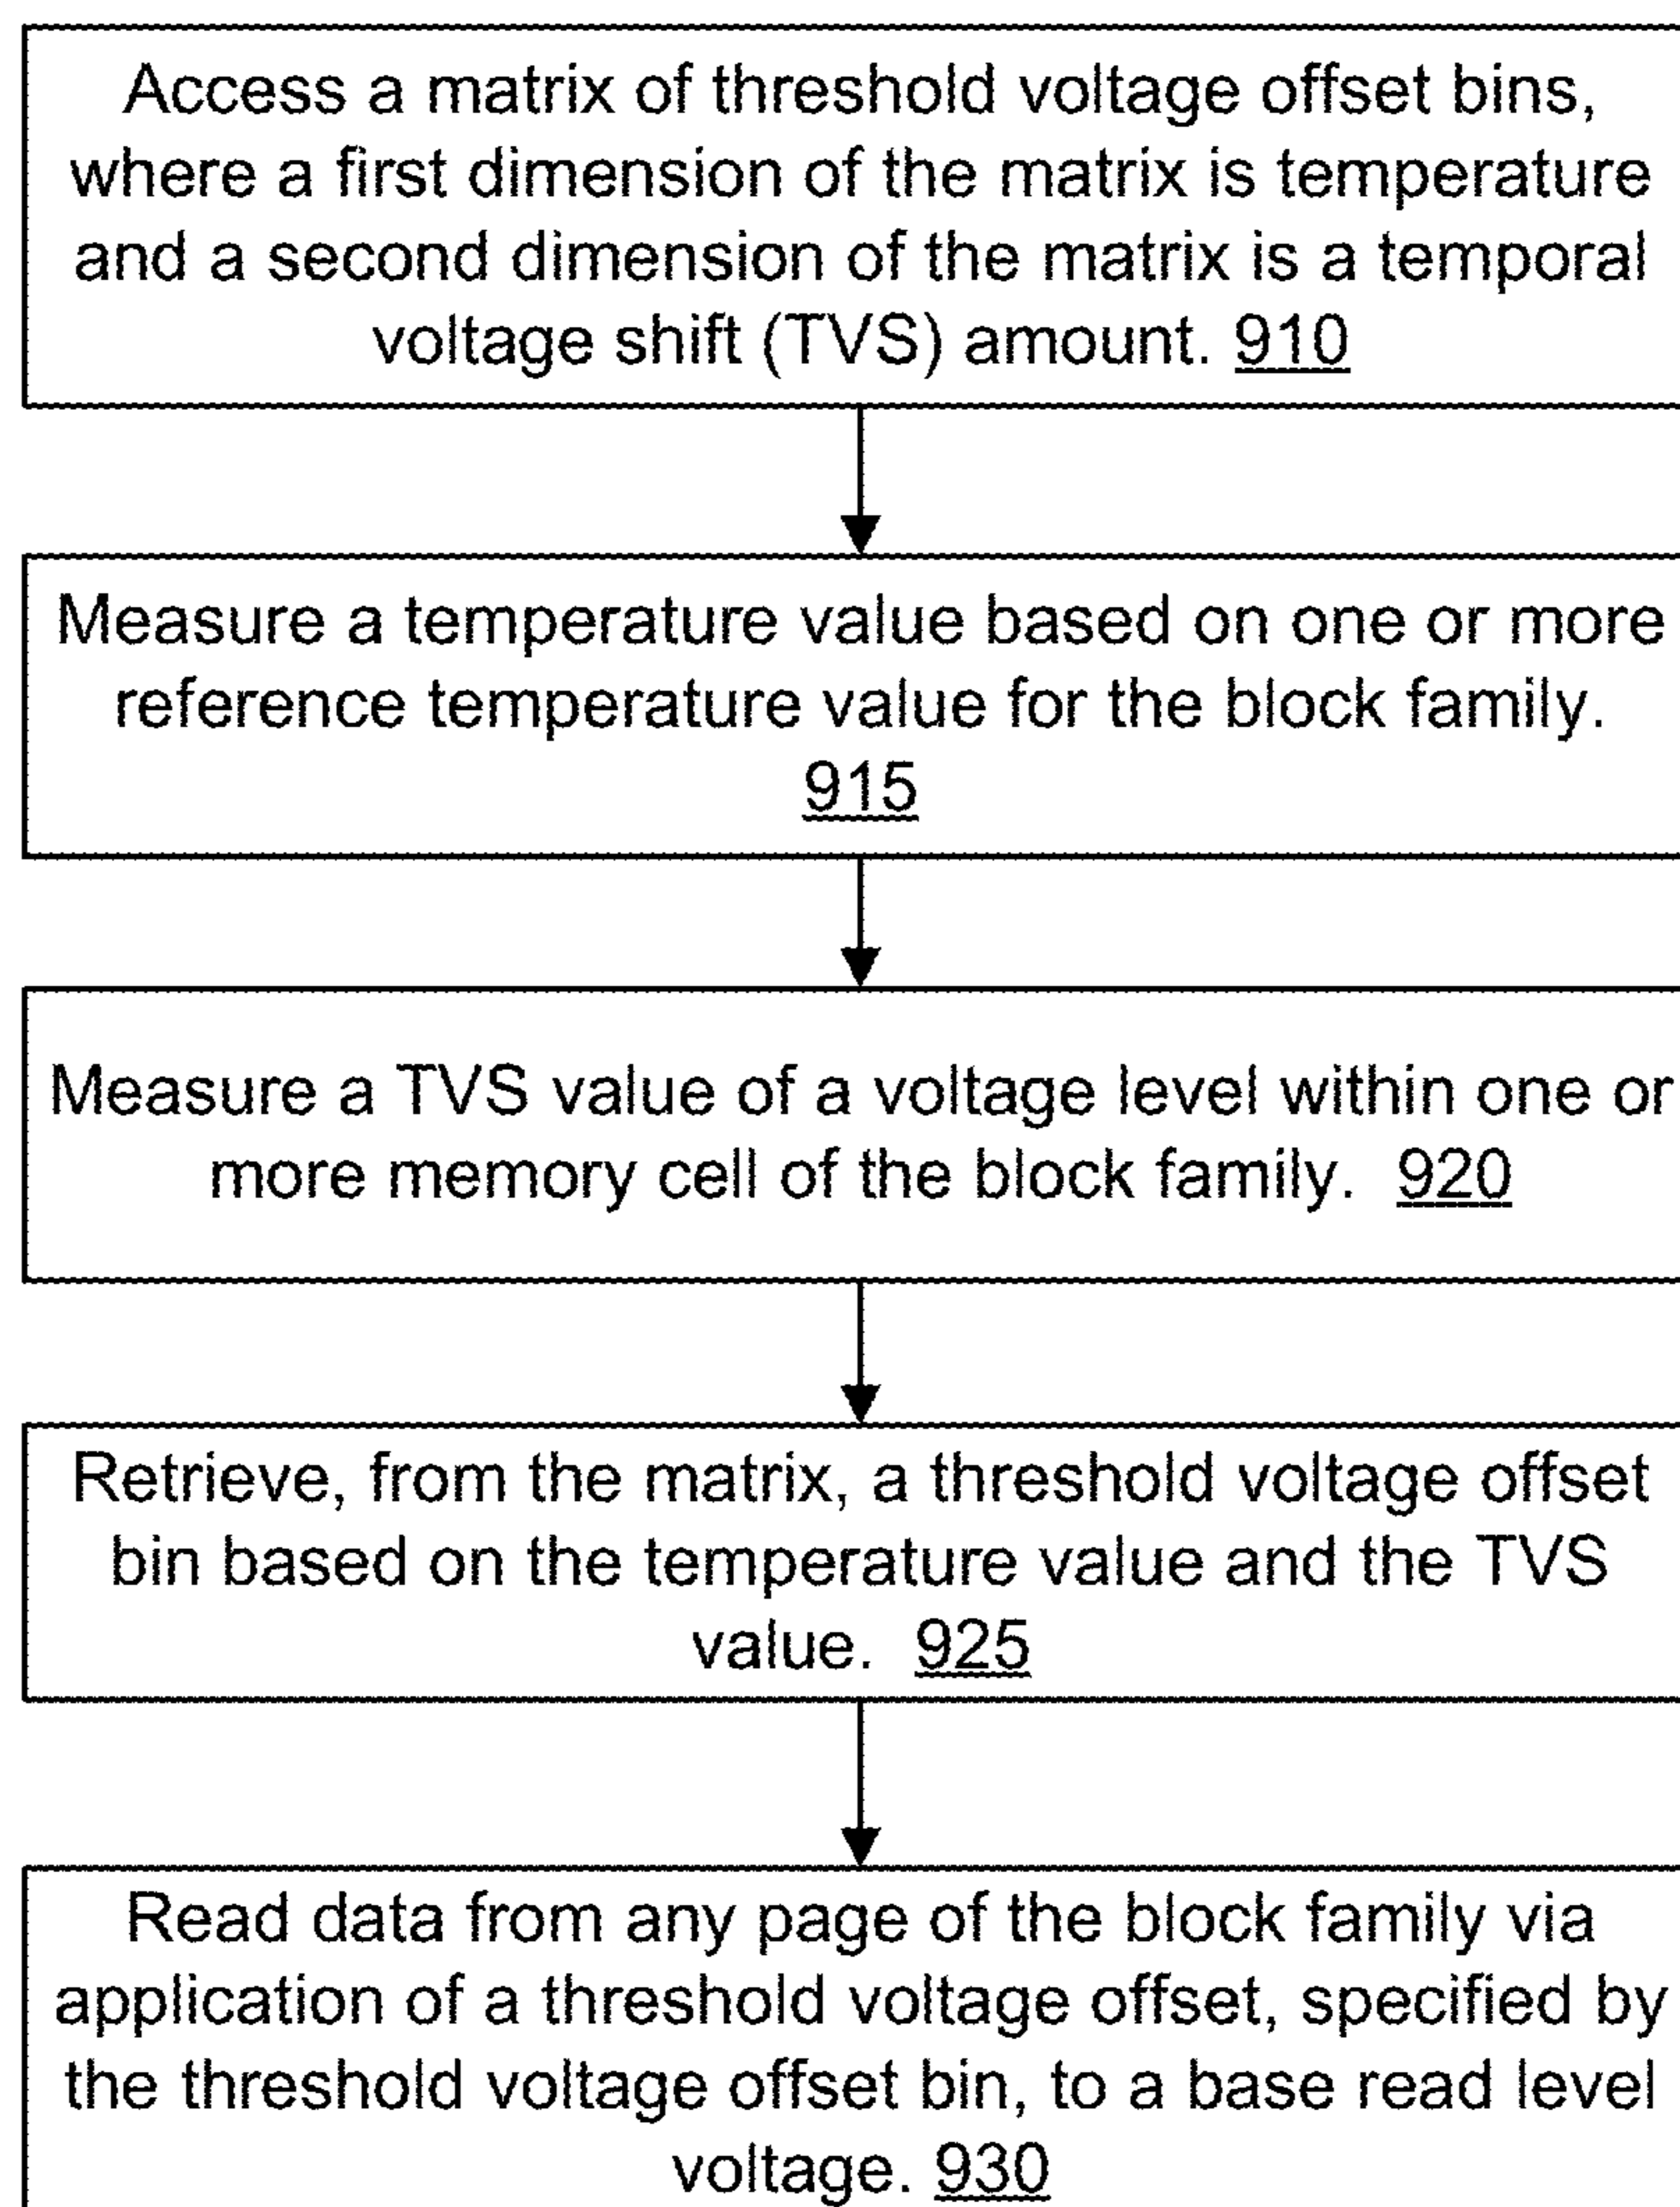 Access a matrix of threshold voltage offset bins,
where a first dimension of the matrix is temperature
and a second dimension of the matrix is a temporal
voltage shift (TVS) amount. 910
Measure a temperature value based on one or more
reference temperature value for the block family.
915
Measure a TVS value of a voltage level within one or
more memory cell of the block family. 920
Retrieve, from the matrix, a threshold voltage offset
bin based on the temperature value and the TVS
value. 925
Read data from any page of the block family via
application of a threshold voltage offset, specified by
the threshold voltage offset bin, to a base read level
voltage. 930